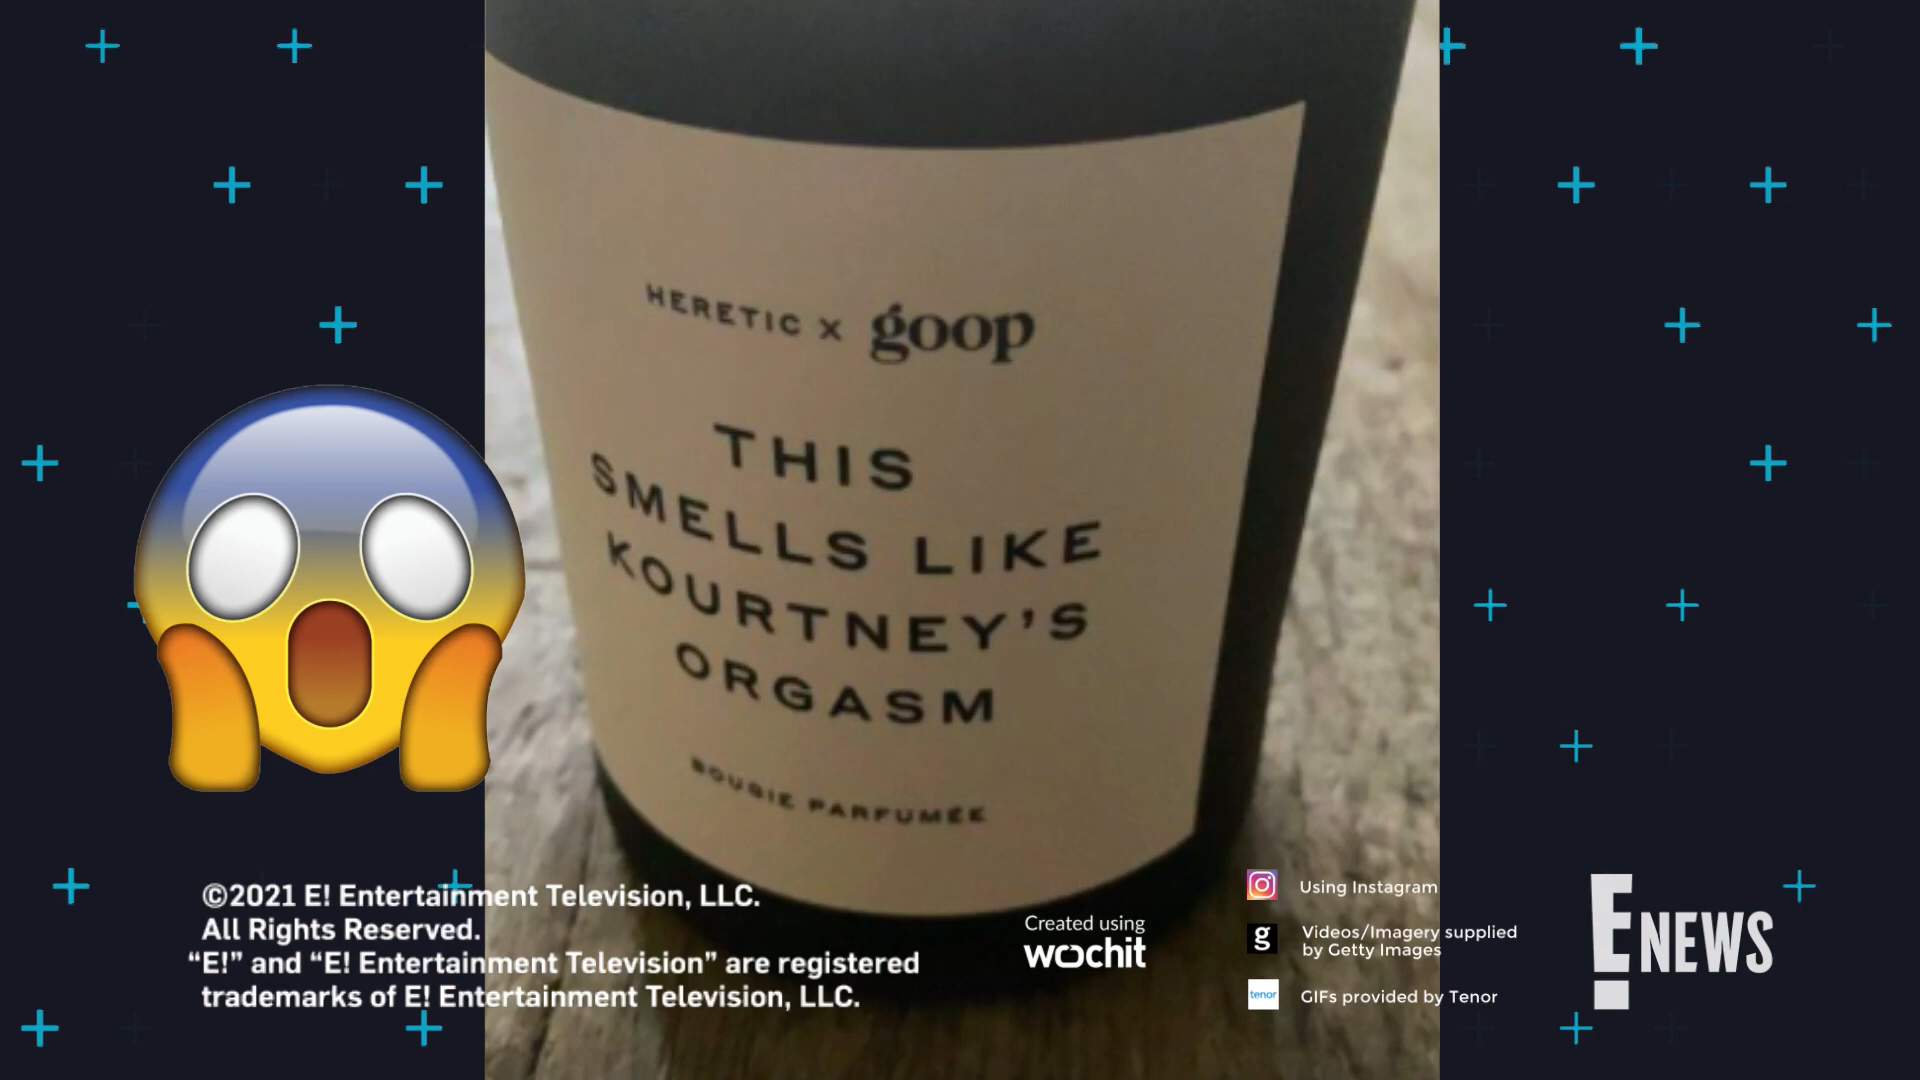 HERETIC X goop
THIS
SMELLS LIKE
KOURTNEY'S
ORGASM
BOUGIE PARFUMÉE
©2021 E! Entertainment Television, LLC.
All Rights Reserved.
“E!” and “E! Entertainment Television” are registered
trademarks of E! Entertainment Television, LLC.
Created using
wochit
Using Instagram
g
Videos/Imagery supplied
by Getty Images
tenor
GIFs provided by Tenor
E! NEWS